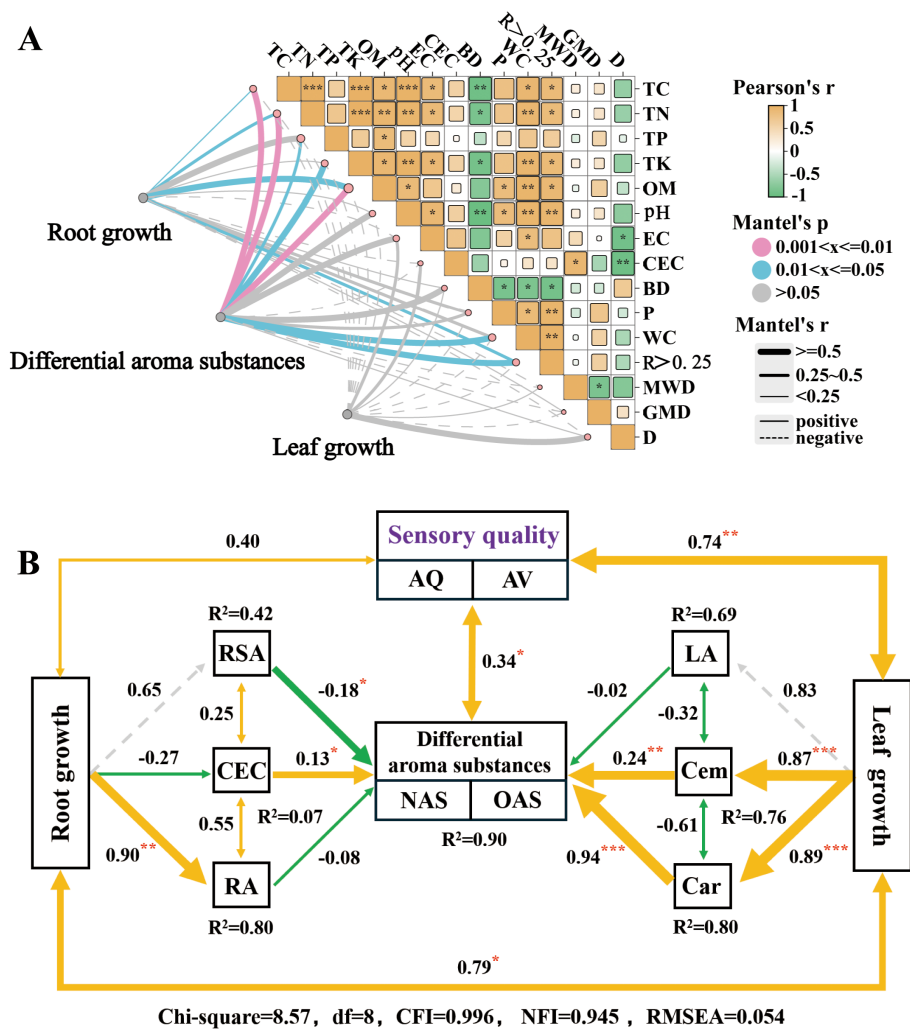 A
TC
TN
TP
TK
OM
pH
EC
CEC
BD
P
WC
R>0.25
MWD
GMD
D
*** *** * *** * ** * * TC
*** ** ** * * ** * TN
* TP
* ** * * ** * TK
* * ** * OM
* ** * ** ** pH
* * EC
* ** CEC
* * * BD
* ** P
** WC
R>0.25
* MWD
GMD
D
Root growth
Differential aroma substances
Leaf growth
Pearson's r
1
0.5
0
-0.5
-1
Mantel's p
0.001<x<=0.01
0.01<x<=0.05
>0.05
Mantel's r
>=0.5
0.25~0.5
<0.25
positive
negative
B
Sensory quality
AQ AV
0.40
0.74**
R²=0.42
RSA
R²=0.69
LA
0.34*
0.65
-0.18*
-0.02
0.83
0.25
-0.32
Root growth
-0.27
CEC
0.13*
Differential
aroma substances
NAS OAS
R²=0.90
0.24**
Cem
0.87***
Leaf growth
0.55
R²=0.07
-0.61
R²=0.76
0.90**
-0.08
0.94***
0.89***
RA
R²=0.80
Car
R²=0.80
0.79*
Chi-square=8.57, df=8, CFI=0.996, NFI=0.945, RMSEA=0.054